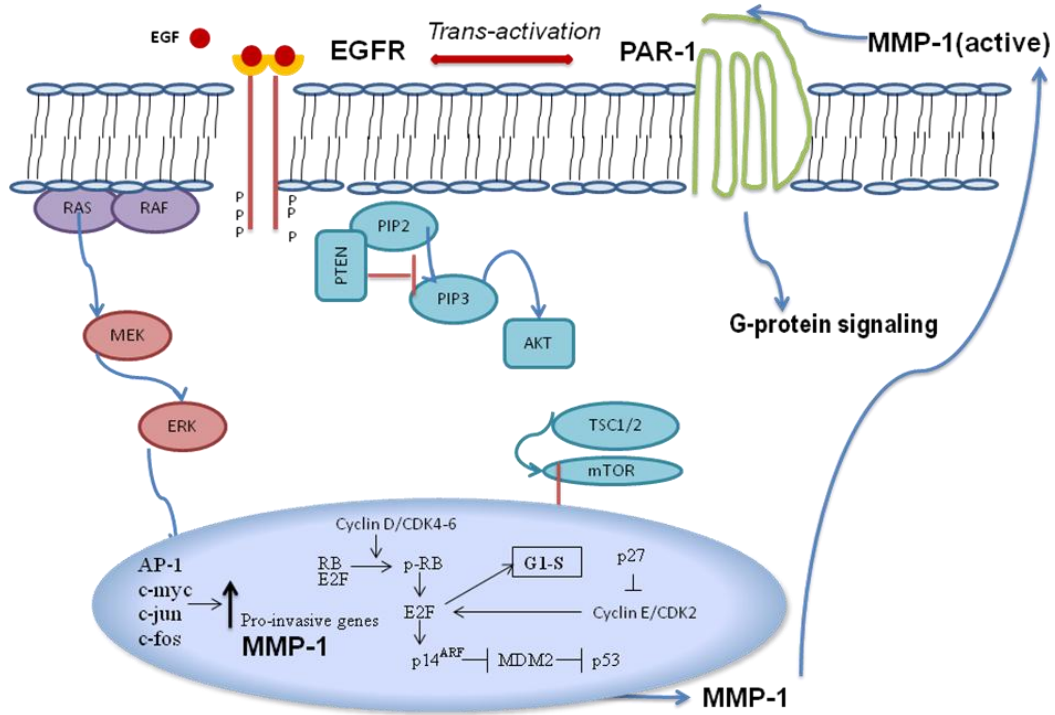 EGF
EGFR
Trans-activation
PAR-1
MMP-1(active)
RAS
RAF
P
P
P
P
P
P
PTEN
PIP2
PIP3
AKT
G-protein signaling
MEK
ERK
TSC1/2
mTOR
Cyclin D/CDK4-6
RB
E2F
p-RB
G1-S
p27
AP-1
c-myc
c-jun
c-fos
Pro-invasive genes
MMP-1
E2F
Cyclin E/CDK2
p14ARF
MDM2
p53
MMP-1